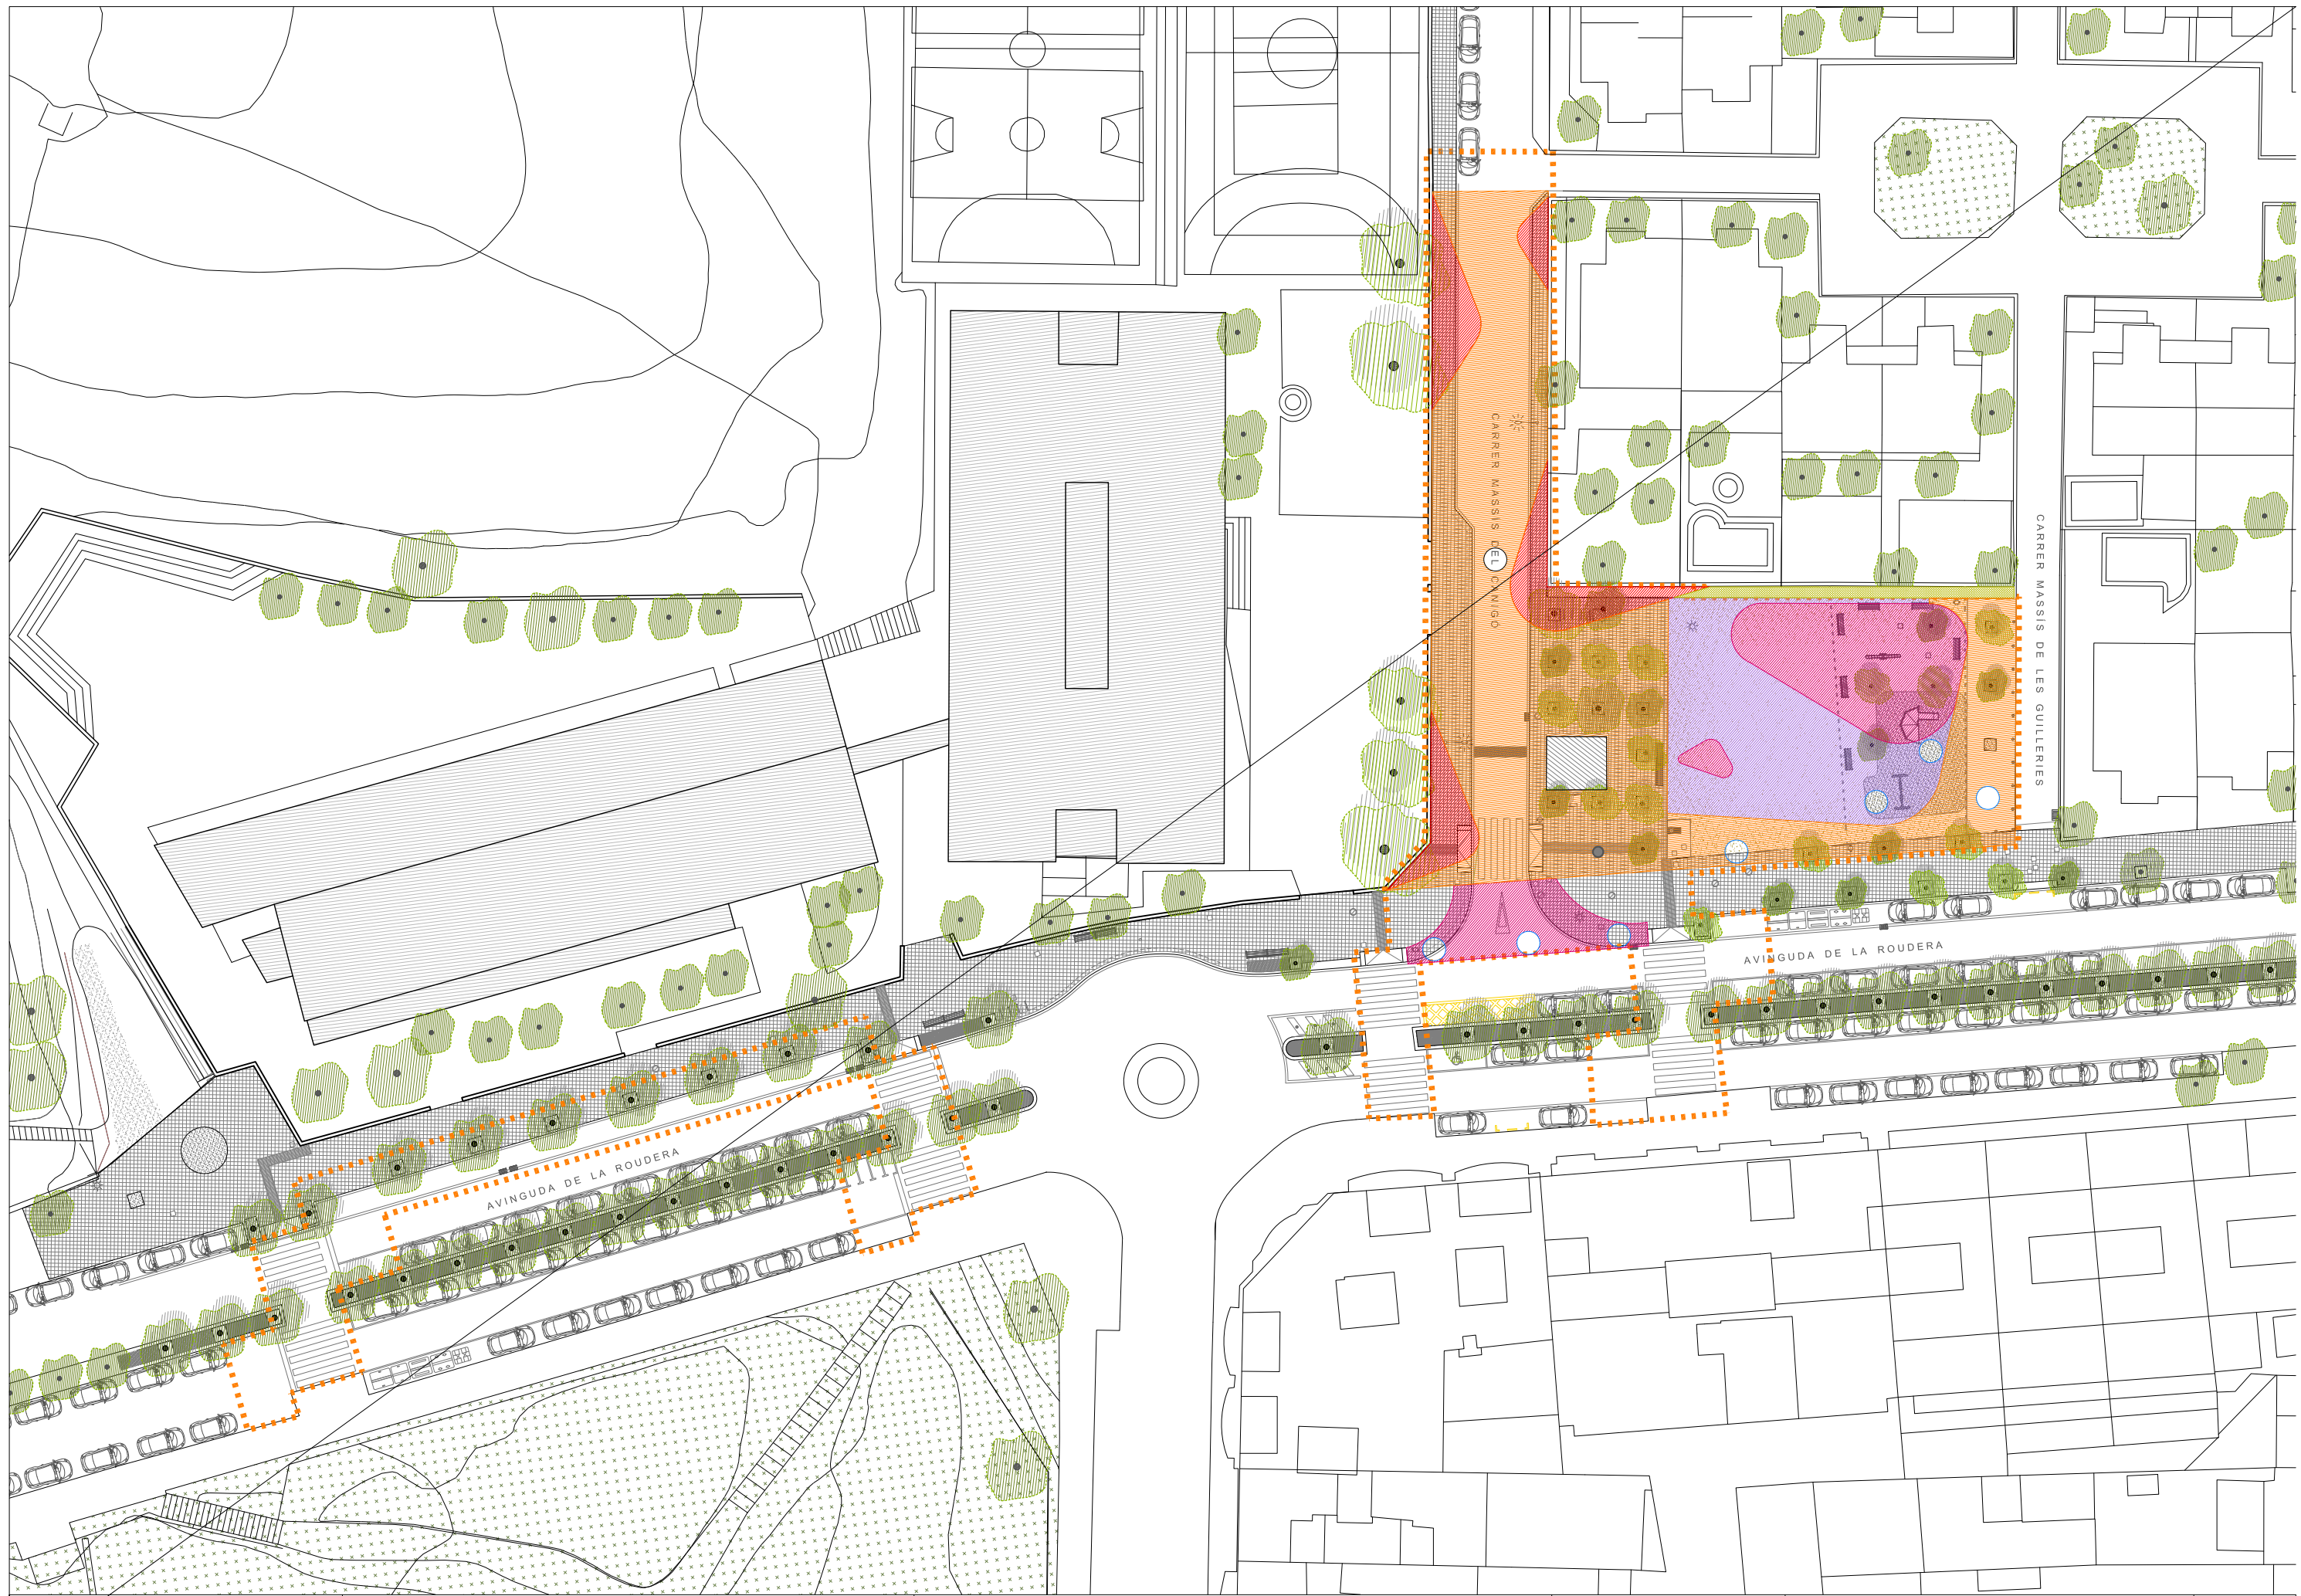 CARRER MASSÍS DEL CANIGÓ
CARRER MASSÍS DE LES GUILLERIES
AVINGUDA DE LA ROUDERA
AVINGUDA DE LA ROUDERA